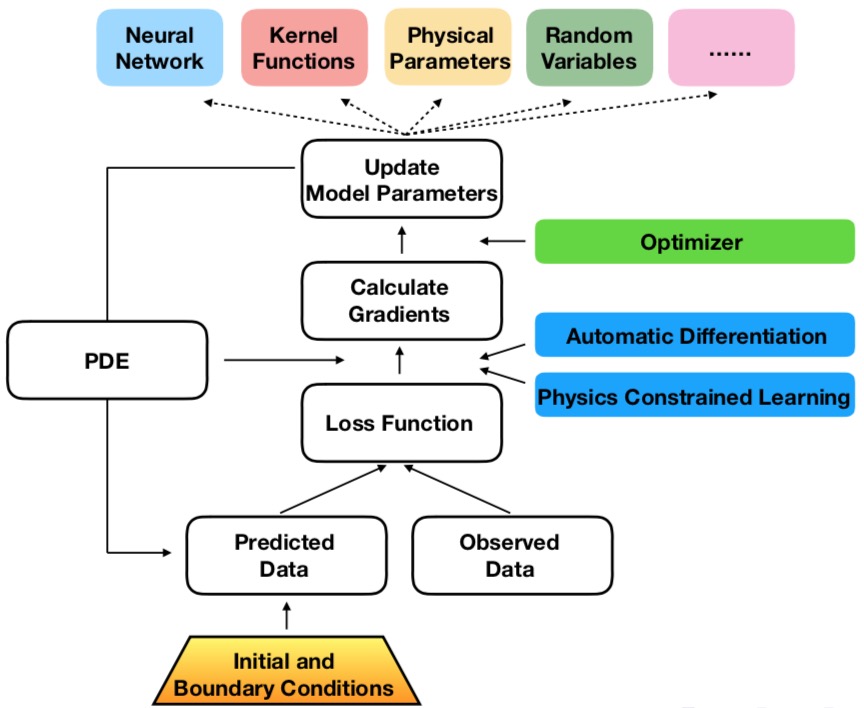 Neural
Network
Kernel
Functions
Physical
Parameters
Random
Variables
......
Update
Model Parameters
Optimizer
Calculate
Gradients
Automatic Differentiation
PDE
Physics Constrained Learning
Loss Function
Predicted
Data
Observed
Data
Initial and
Boundary Conditions